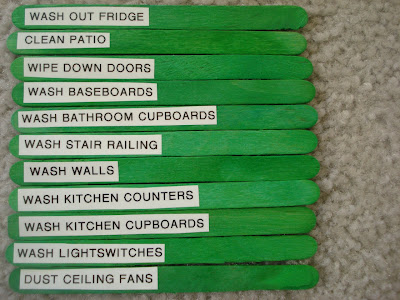 WASH OUT FRIDGE
CLEAN PATIO
WIPE DOWN DOORS
WASH BASEBOARDS
WASH BATHROOM CUPBOARDS
WASH STAIR RAILING
WASH WALLS
WASH KITCHEN COUNTERS
WASH KITCHEN CUPBOARDS
WASH LIGHTSWITCHES
DUST CEILING FANS